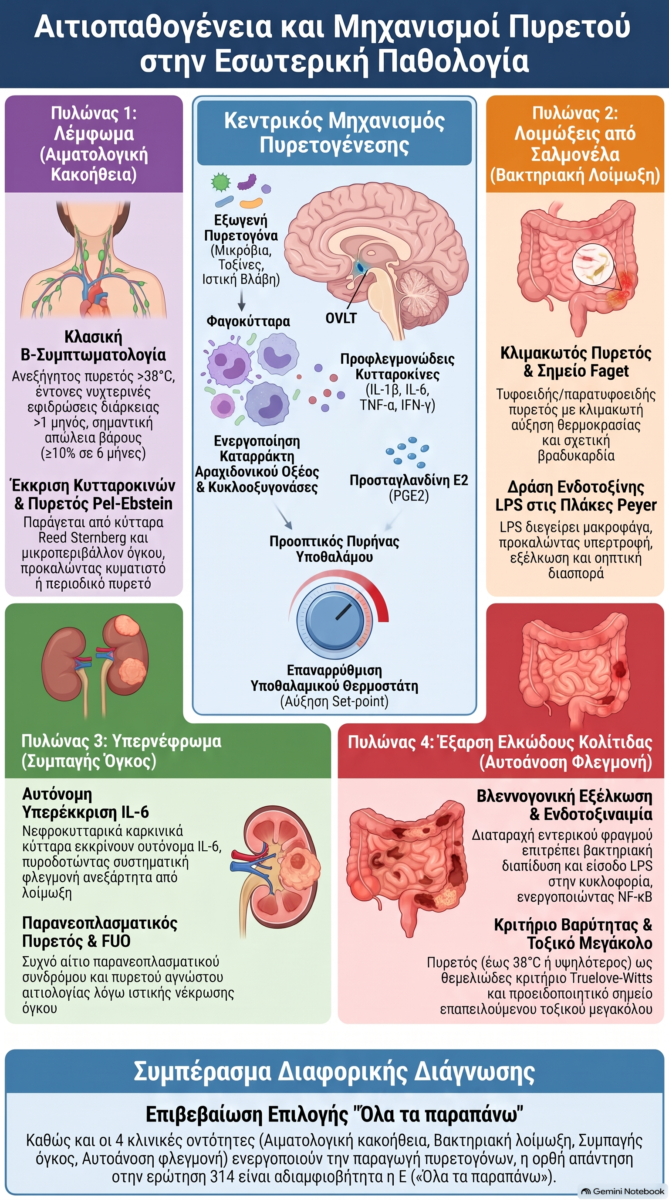 Αιτιοπαθογένεια και Μηχανισμοί Πυρετού
στην Εσωτερική Παθολογία
Πυλώνας 1:
Λέμφωμα
(Αιματολογική
Κακοήθεια)
Κλασική
Β-Συμπτωματολογία
Ανεξήγητος πυρετός >38°C,
έντονες νυχτερινές
εφιδρώσεις διάρκειας
>1 μηνός, σημαντική
απώλεια βάρους
(≥10% σε 6 μήνες)
Έκκριση Κυτταροκινών
& Πυρετός Pel-Ebstein
Παράγεται από κύτταρα
Reed Sternberg και
μικροπεριβάλλον όγκου,
προκαλώντας κυματιστό
ή περιοδικό πυρετό
Κεντρικός Μηχανισμός
Πυρετογένεσης
Εξωγενή
Πυρετογόνα
(Μικρόβια,
Τοξίνες,
Ιστική Βλάβη)
Φαγοκύτταρα
OVLT
Προφλεγμονώδεις
Κυτταροκίνες
(IL-1β, IL-6,
TNF-α, IFN-γ)
Ενεργοποίηση
Καταρράκτη
Αραχιδονικού Οξέος
& Κυκλοοξυγονάσες
Προσταγλανδίνη Ε2
(PGE2)
Προοπτικός Πυρήνας
Υποθαλάμου
Επαναρρύθμιση
Υποθαλαμικού Θερμοστάτη
(Αύξηση Set-point)
Πυλώνας 2:
Λοιμώξεις από
Σαλμονέλα
(Βακτηριακή Λοίμωξη)
Κλιμακωτός Πυρετός
& Σημείο Faget
Τυφοειδής/παρατυφοειδής
πυρετός με κλιμακωτή
αύξηση θερμοκρασίας
και σχετική
βραδυκαρδία
Δράση Ενδοτοξίνης
LPS στις Πλάκες Peyer
LPS διεγείρει μακροφάγα,
προκαλώντας υπερτροφή,
εξέλκωση και σηπτική
διασπορά
Πυλώνας 3: Υπερνέφρωμα
(Συμπαγής Όγκος)
Αυτόνομη
Υπερέκκριση IL-6
Νεφροκυτταρικά καρκινικά
κύτταρα εκκρίνουν ουτόνομα IL-6,
πυροδοτώντας συστηματική
φλεγμονή ανεξάρτητα από
λοίμωξη
Παρανεοπλασματικός
Πυρετός & FUO
Συχνό αίτιο παρανεοπλασματικού
συνδρόμου και πυρετού αγνώστου
αιτιολογίας λόγω ιστικής νέκρωσης
όγκου
Πυλώνας 4: Έξαρση Ελκώδους Κολίτιδας
(Αυτοάνοση Φλεγμονή)
Βλεννογονική Εξέλκωση
& Ενδοτοξιναιμία
Διαταραχή εντερικού φραγμού
επιτρέπει βακτηριακή
διαπίδυση και είσοδο LPS
στην κυκλοφορία,
ενεργοποιώντας NF-κB
Κριτήριο Βαρύτητας &
Τοξικό Μεγάκολο
Πυρετός (έως 38°C ή υψηλότερος) ως
θεμελιώδες κριτήριο Truelove-Witts
και προειδοποιητικό σημείο
επαπειλούμενου τοξικού μεγακόλου
Συμπέρασμα Διαφορικής Διάγνωσης
Επιβεβαίωση Επιλογής "Όλα τα παραπάνω"
Καθώς και οι 4 κλινικές οντότητες (Αιματολογική κακοήθεια, Βακτηριακή λοίμωξη, Συμπαγής
όγκος, Αυτοάνοση φλεγμονή) ενεργοποιούν την παραγωγή πυρετογόνων, η ορθή απάντηση
στην ερώτηση 314 είναι αδιαμφιβήτητα η Ε («Όλα τα παραπάνω»).
Gemini Notebook